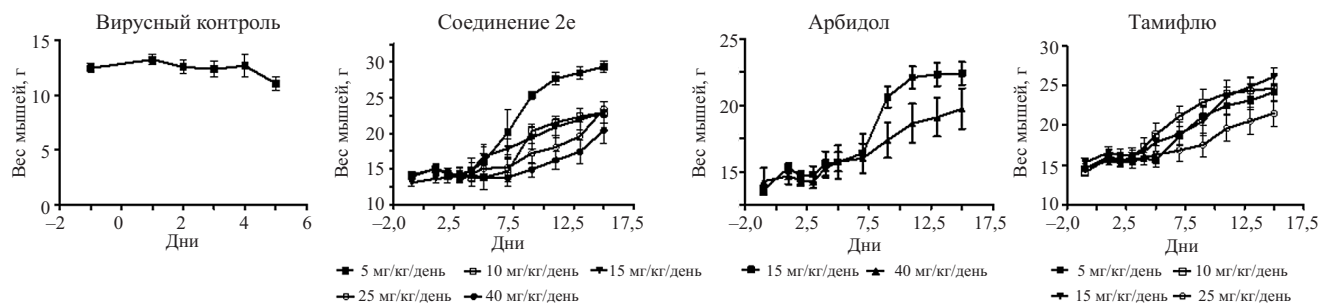 Вирусный контроль
Вес мышей, г
15
10
5
0
–2
0
2
4
6
Дни
Соединение 2e
Вес мышей, г
30
25
20
15
10
–2,0
2,5
7,5
12,5
17,5
Дни
5 мг/кг/день
10 мг/кг/день
15 мг/кг/день
25 мг/кг/день
40 мг/кг/день
Арбидол
Вес мышей, г
25
20
15
–2,0
2,5
7,5
12,5
17,5
Дни
15 мг/кг/день
40 мг/кг/день
Тамифлю
Вес мышей, г
30
25
20
15
10
–2,0
2,5
7,5
12,5
17,5
Дни
5 мг/кг/день
10 мг/кг/день
15 мг/кг/день
25 мг/кг/день